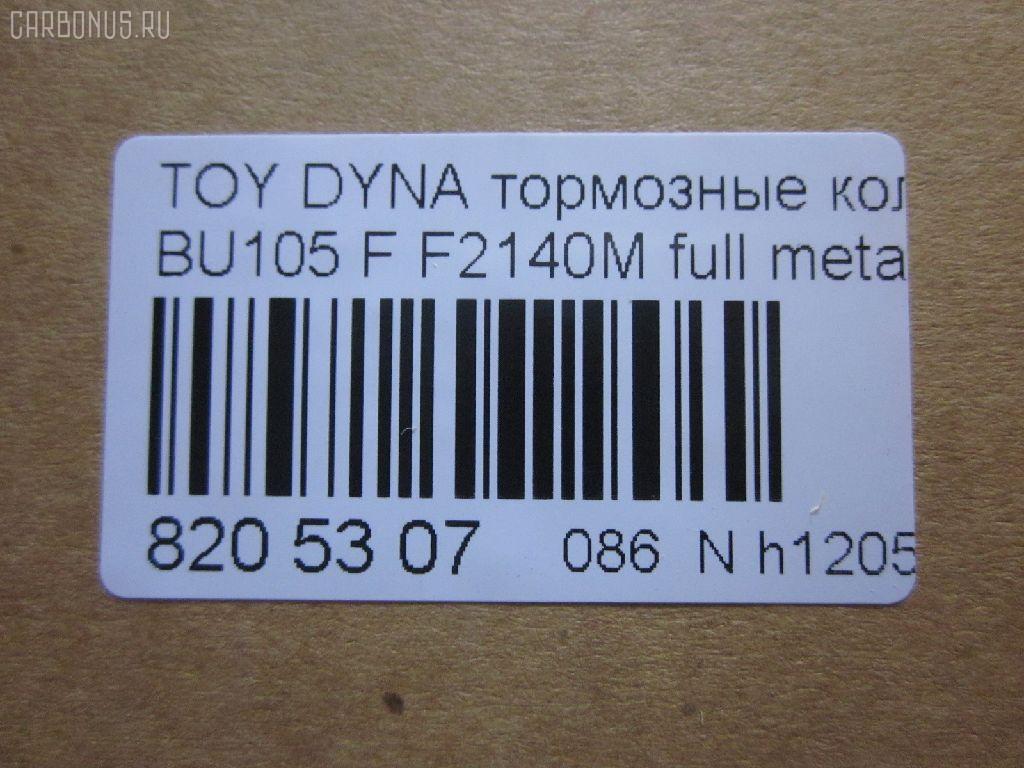 CARBONUS.RU
TOY DYNA тормозные кол
BU105 F F2140M full meta
820 53 07 086 N h1205